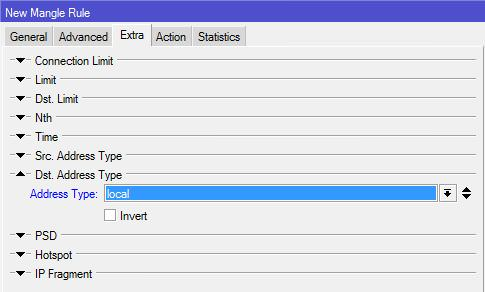 New Mangle Rule
General Advanced Extra Action Statistics
Connection Limit
Limit
Dst. Limit
Nth
Time
Src. Address Type
Dst. Address Type
Address Type: local
Invert
PSD
Hotspot
IP Fragment